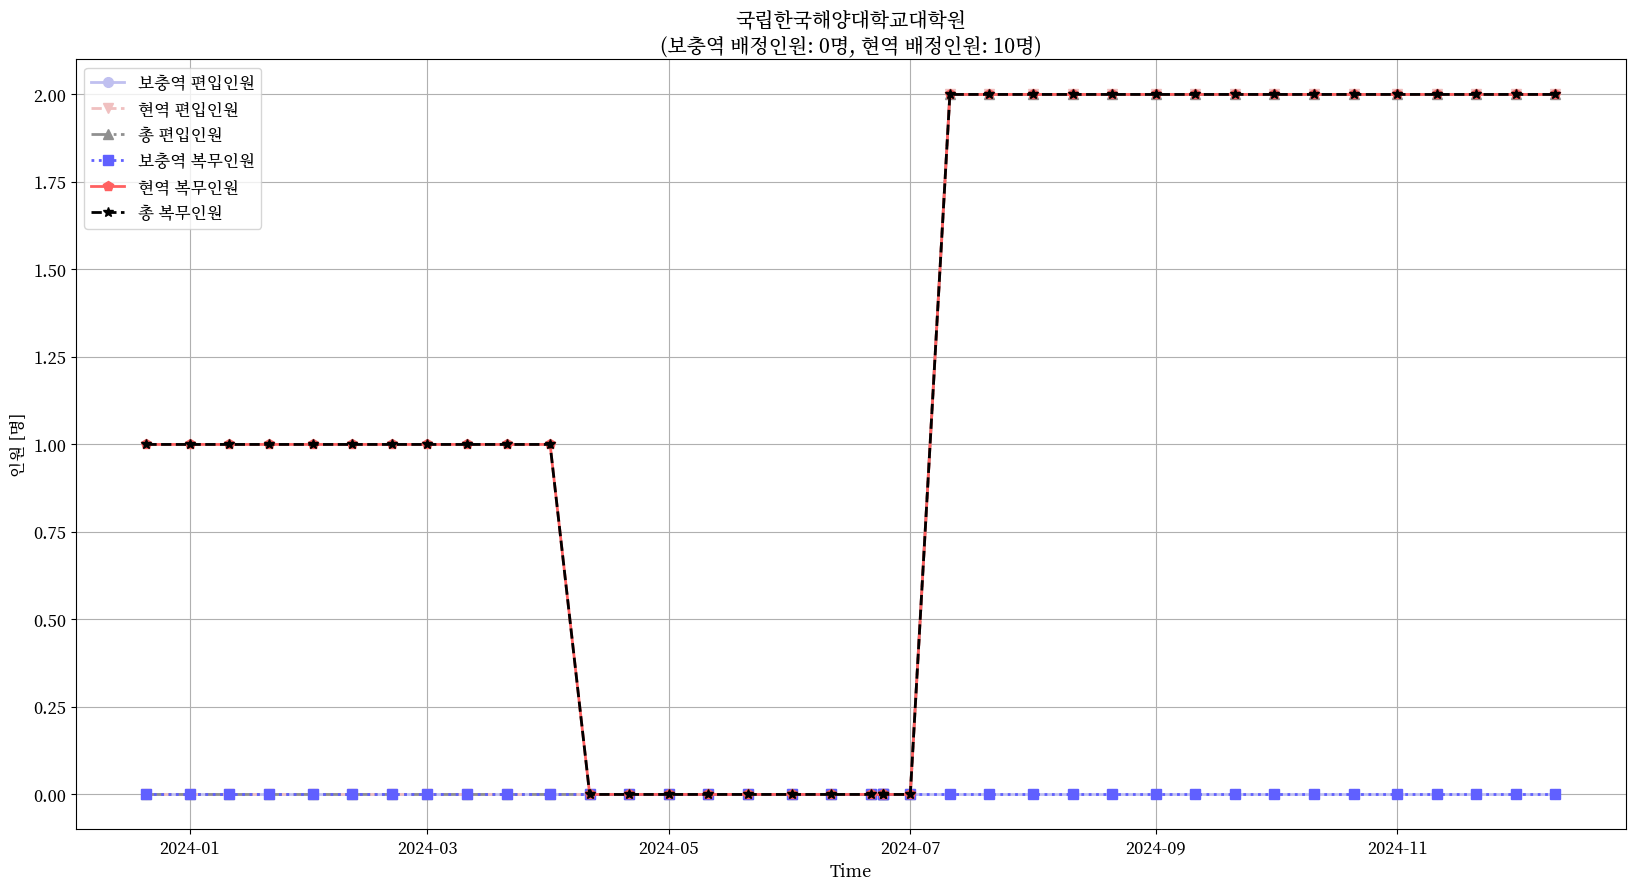 국립한국해양대학교대학원
(보충역 배정인원: 0명, 현역 배정인원: 10명)
보충역 편입인원
현역 편입인원
총 편입인원
보충역 복무인원
현역 복무인원
총 복무인원
2.00
1.75
1.50
1.25
1.00
0.75
0.50
0.25
0.00
인원 [명]
2024-01
2024-03
2024-05
2024-07
2024-09
2024-11
Time